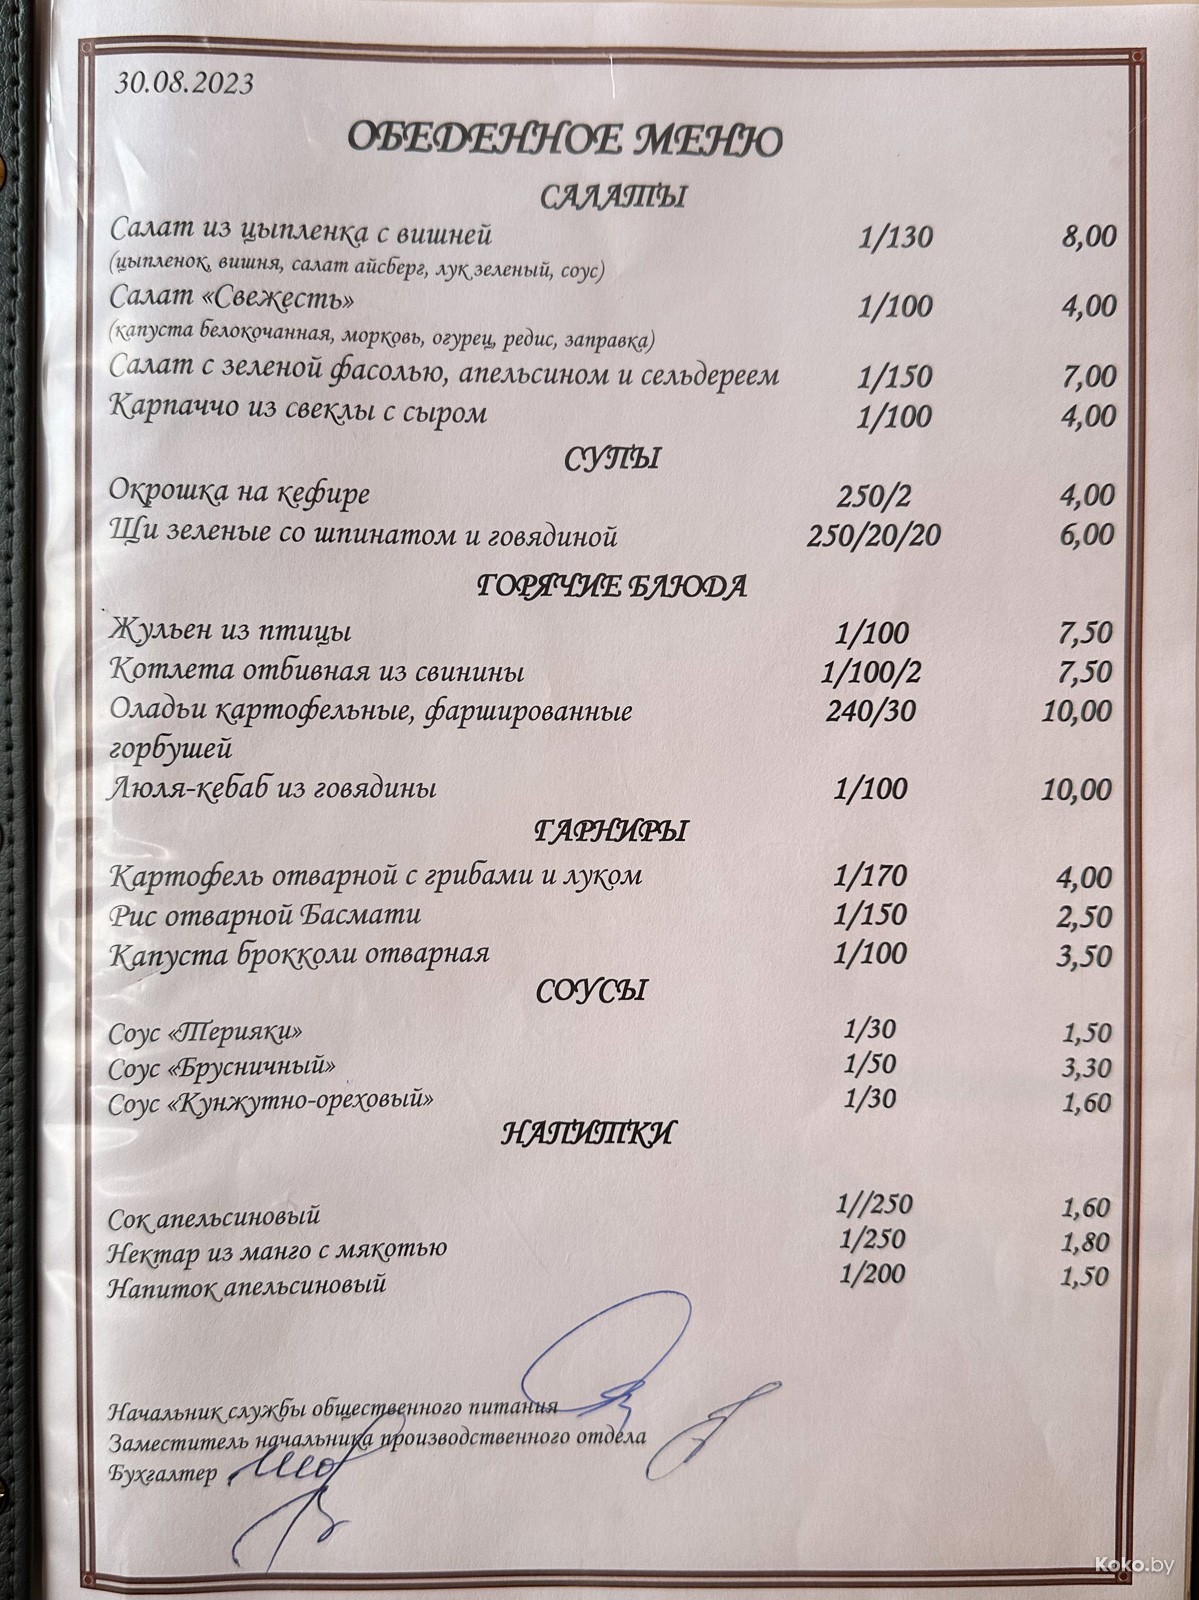 30.08.2023
ОБЕДЕННОЕ МЕНЮ
САЛАТЫ
Салат из цыпленка с вишней 1/130 8,00
(цыпленок, вишня, салат айсберг, лук зеленый, соус)
Салат «Свежесть» 1/100 4,00
(капуста белокочанная, морковь, огурец, редис, заправка)
Салат с зеленой фасолью, апельсином и сельдереем 1/150 7,00
Карпаччо из свеклы с сыром 1/100 4,00
СУПЫ
Окрошка на кефире 250/2 4,00
Щи зеленые со шпинатом и говядиной 250/20/20 6,00
ГОРЯЧИЕ БЛЮДА
Жульен из птицы 1/100 7,50
Котлета отбивная из свинины 1/100/2 7,50
Оладьи картофельные, фаршированные 240/30 10,00
горбушей
Люля-кебаб из говядины 1/100 10,00
ГАРНИРЫ
Картофель отварной с грибами и луком 1/170 4,00
Рис отварной Басмати 1/150 2,50
Капуста брокколи отварная 1/100 3,50
СОУСЫ
Соус «Терияки» 1/30 1,50
Соус «Брусничный» 1/50 3,30
Соус «Кунжутно-ореховый» 1/30 1,60
НАПИТКИ
Сок апельсиновый 1//250 1,60
Нектар из манго с мякотью 1/250 1,80
Напиток апельсиновый 1/200 1,50
Начальник службы общественного питания
Заместитель начальника производственного отдела
Бухгалтер
Koko.by